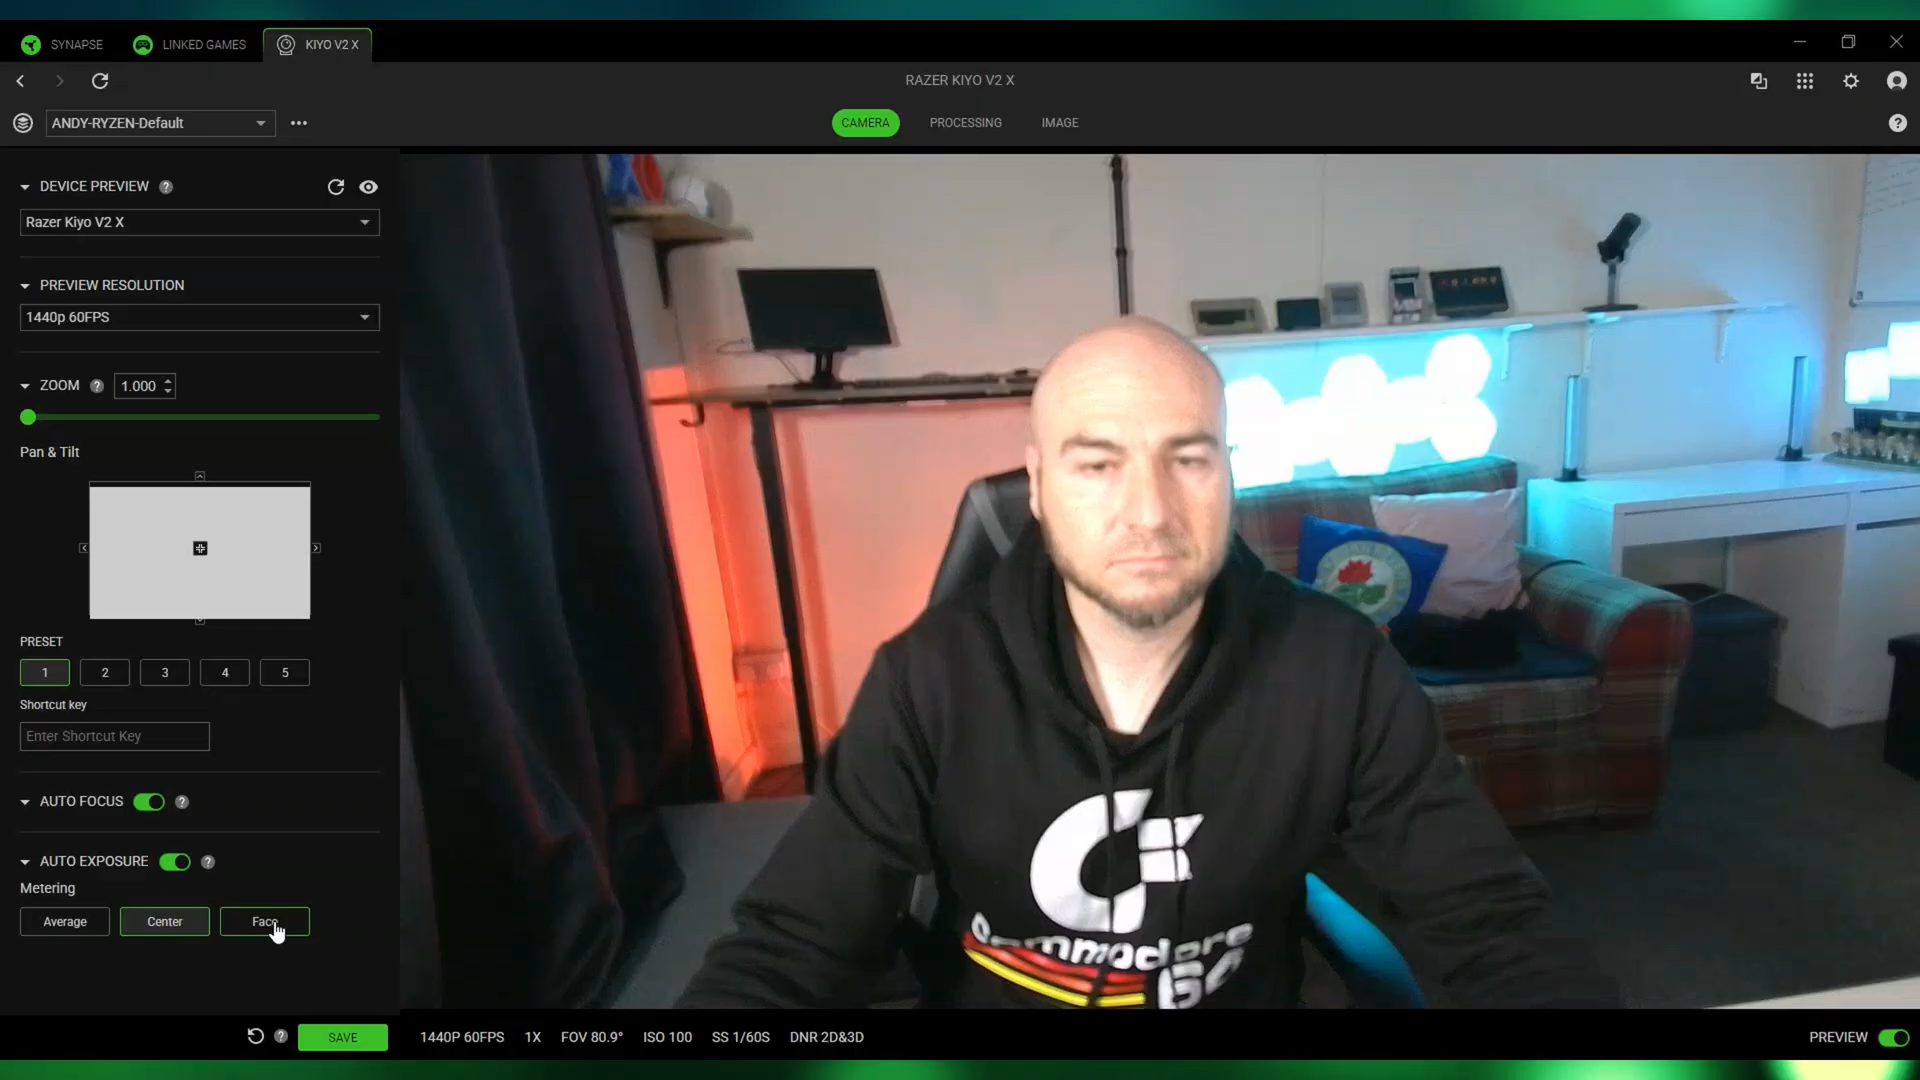 SYNAPSE
LINKED GAMES
KIYO V2 X
RAZER KIYO V2 X
ANDY-RYZEN-Default
CAMERA
PROCESSING
IMAGE
DEVICE PREVIEW
Razer Kiyo V2 X
PREVIEW RESOLUTION
1440p 60FPS
ZOOM
1.000
Pan & Tilt
PRESET
1
2
3
4
5
Shortcut key
Enter Shortcut Key
AUTO FOCUS
AUTO EXPOSURE
Metering
Average
Center
Face
SAVE
1440P 60FPS
1X
FOV 80.9°
ISO 100
SS 1/60S
DNR 2D&3D
PREVIEW
Commodore
64